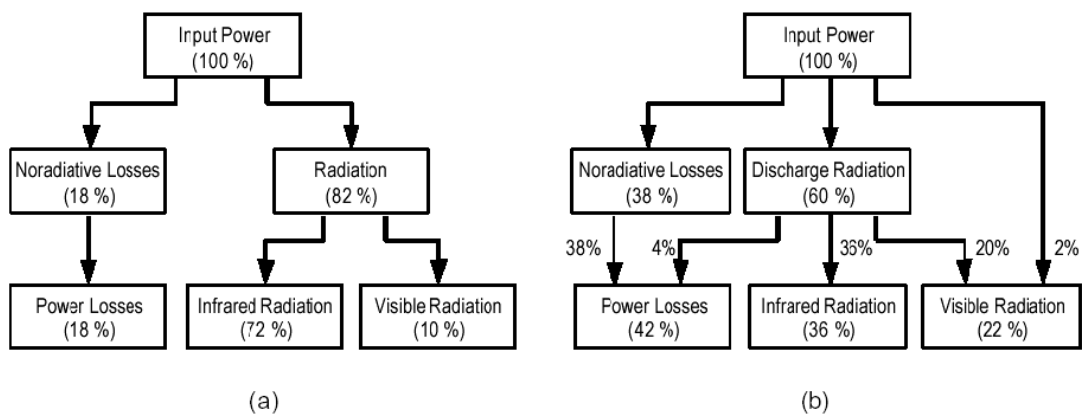 Input Power
(100 %)
Noradiative Losses
(18 %)
Radiation
(82 %)
Power Losses
(18 %)
Infrared Radiation
(72 %)
Visible Radiation
(10 %)
(a)
Input Power
(100 %)
Noradiative Losses
(38 %)
Discharge Radiation
(60 %)
38%
4%
36%
20%
2%
Power Losses
(42 %)
Infrared Radiation
(36 %)
Visible Radiation
(22 %)
(b)